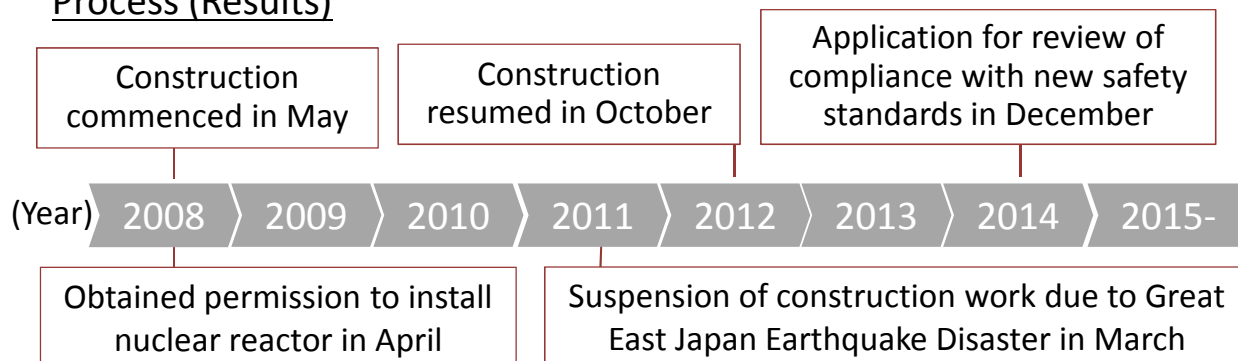 Process (Results)
Construction
commenced in May
Construction
resumed in October
Application for review of
compliance with new safety
standards in December
(Year) 2008 2009 2010 2011 2012 2013 2014 2015-
Obtained permission to install
nuclear reactor in April
Suspension of construction work due to Great
East Japan Earthquake Disaster in March